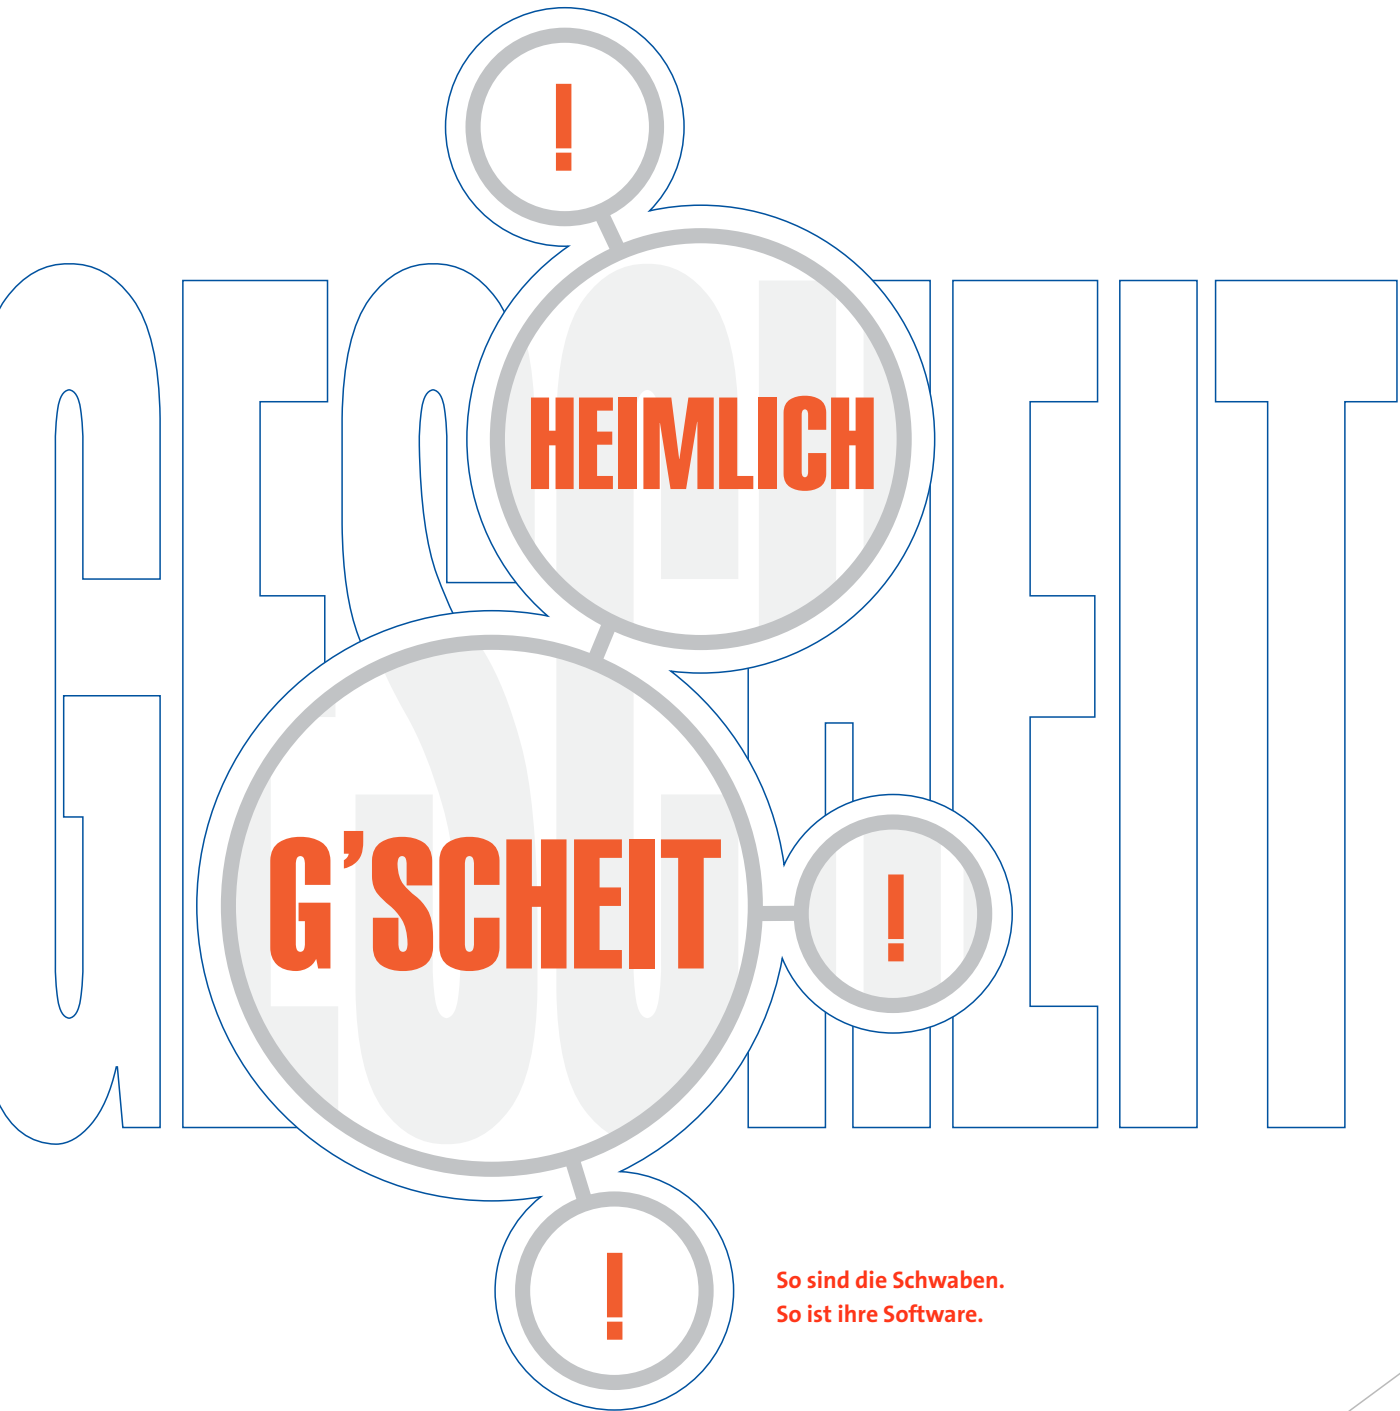 !
HEIMLICH
GESCHEIT
G’SCHEIT
!
!
So sind die Schwaben.
So ist ihre Software.